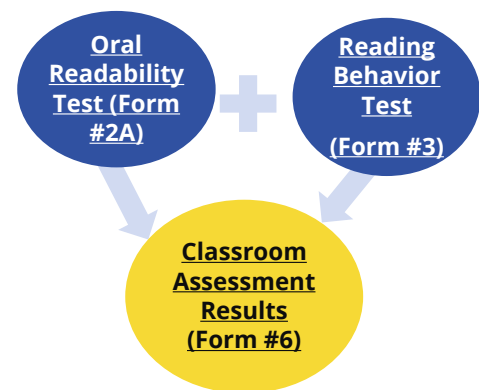 Oral
Readability
Test (Form
#2A)
Reading
Behavior
Test
(Form #3)
Classroom
Assessment
Results
(Form #6)